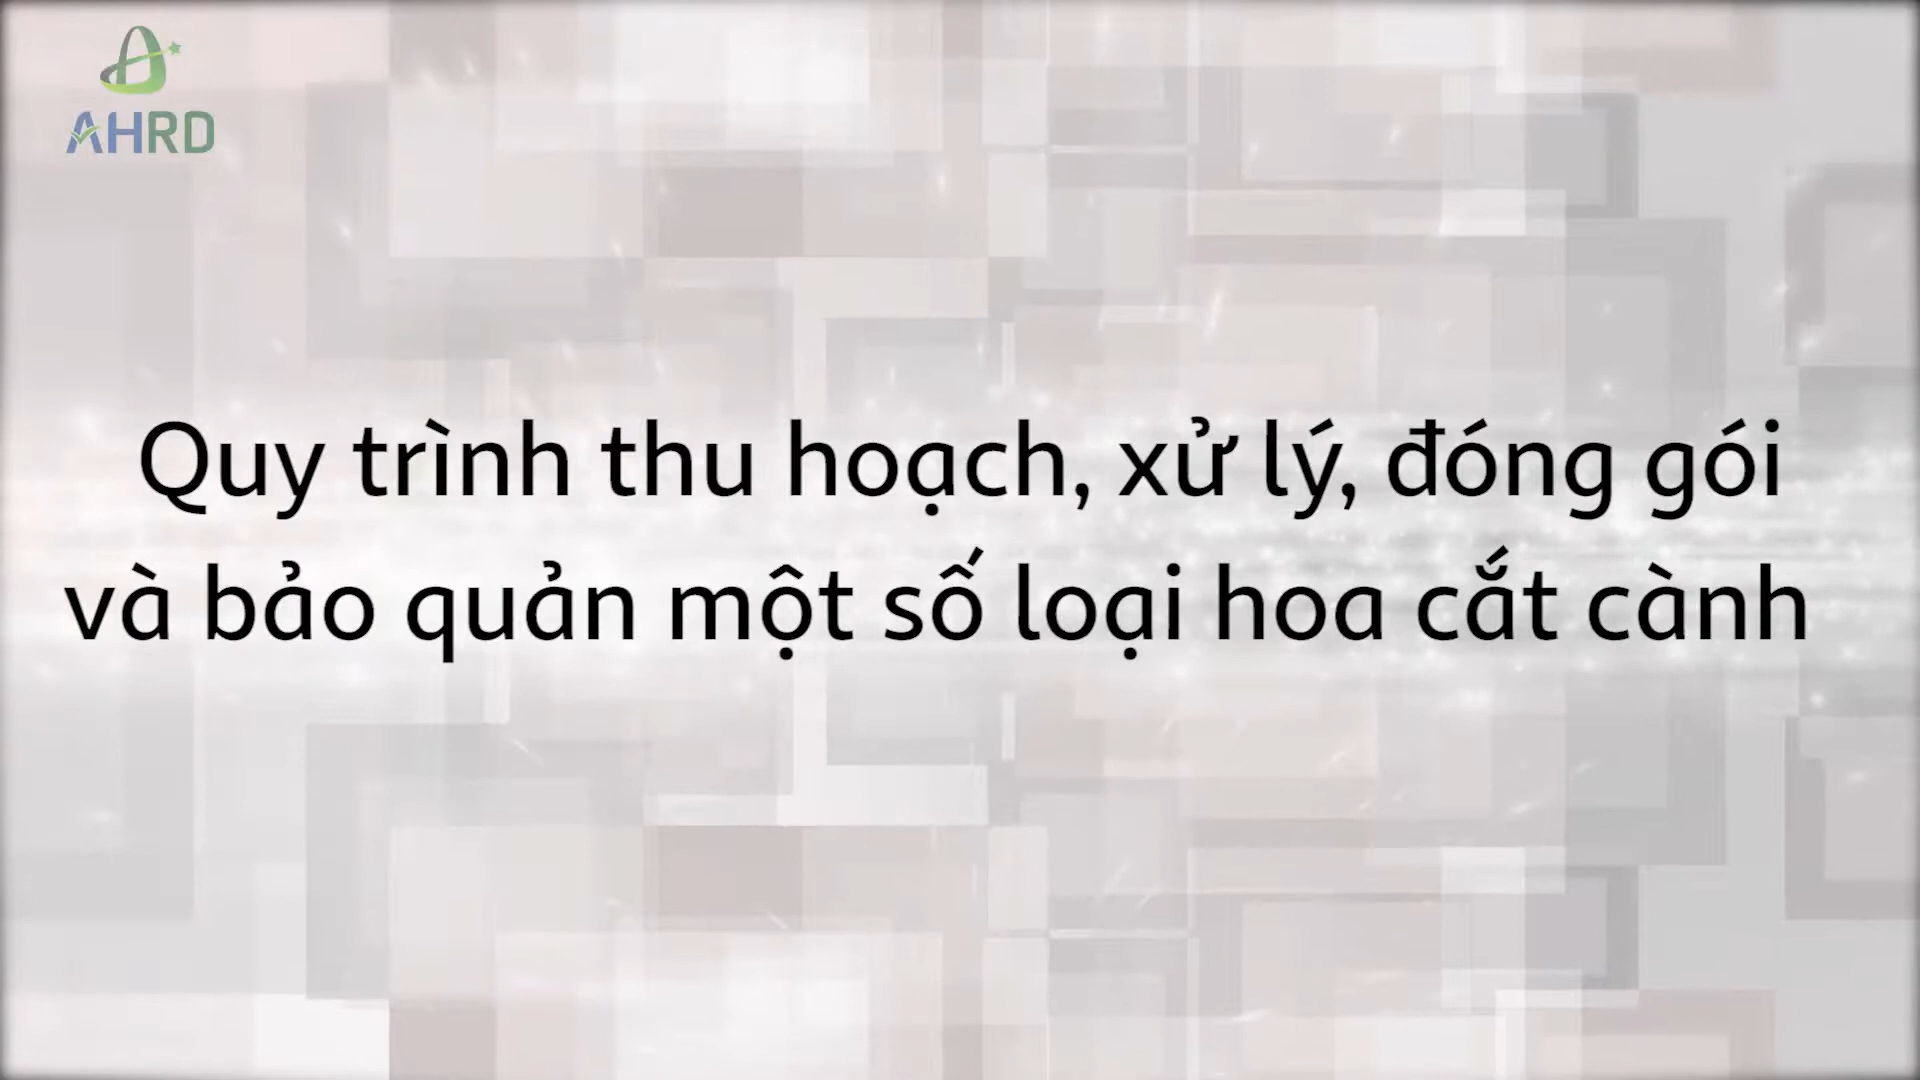 AHRD
Quy trình thu hoạch, xử lý, đóng gói
và bảo quản một số loại hoa cắt cành